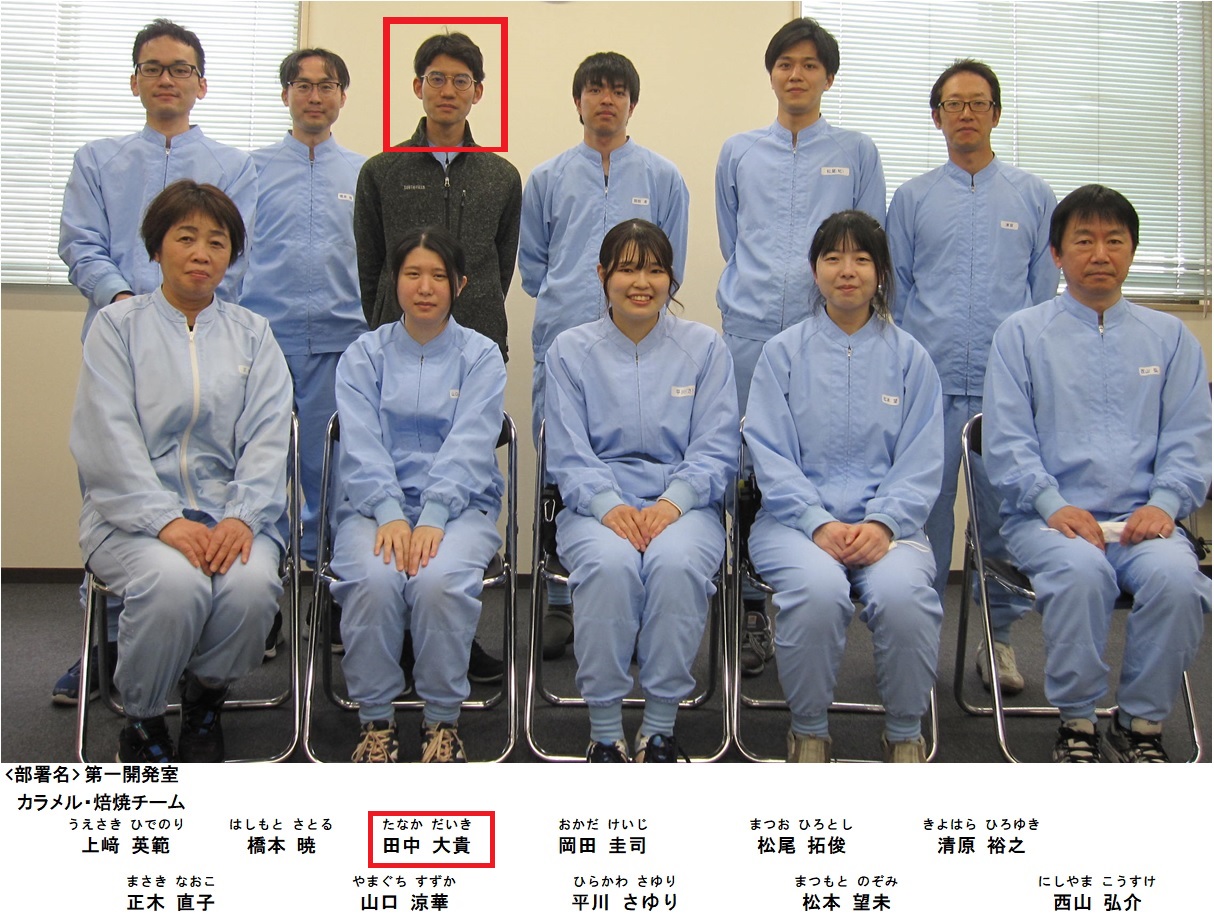 <部署名> 第一開発室
カラメル・焙焼チーム
うえさき ひでのり はしもと さとる たなか だいき おかだ けいじ まつお ひろとし きよはら ひろゆき
上﨑 英範 橋本 暁 田中 大貴 岡田 圭司 松尾 拓俊 清原 裕之
まさき なおこ やまぐち すずか ひらかわ さゆり まつもと のぞみ にしやま こうすけ
正木 直子 山口 涼華 平川 さゆり 松本 望未 西山 弘介